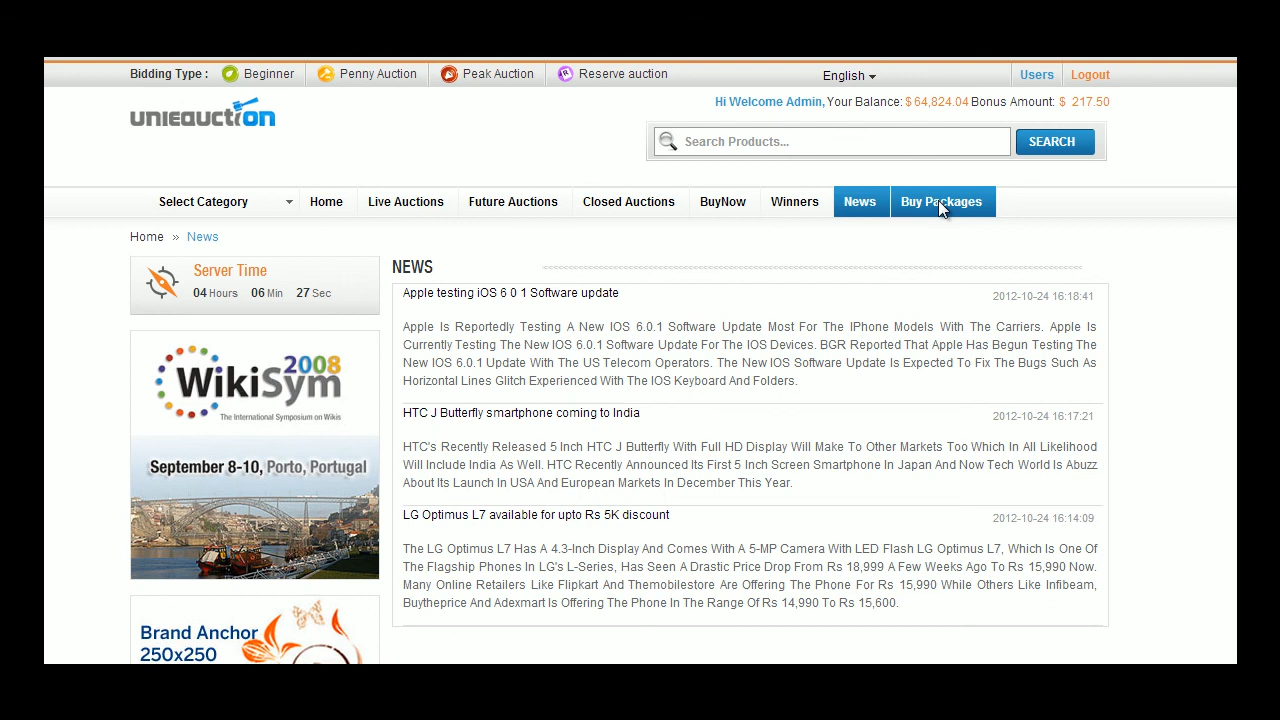 Bidding Type : Beginner Penny Auction Peak Auction Reserve auction English Users Logout
Hi Welcome Admin, Your Balance: $ 64,824.04 Bonus Amount: $ 217.50
uniEauction
Search Products... SEARCH
Select Category Home Live Auctions Future Auctions Closed Auctions BuyNow Winners News Buy Packages
Home » News
Server Time
04 Hours 06 Min 27 Sec
WikiSym 2008
The International Symposium on Wikis
September 8-10, Porto, Portugal
Brand Anchor
250x250
NEWS
Apple testing iOS 6 0 1 Software update
2012-10-24 16:18:41
Apple Is Reportedly Testing A New IOS 6.0.1 Software Update Most For The IPhone Models With The Carriers. Apple Is
Currently Testing The New IOS 6.0.1 Software Update For The IOS Devices. BGR Reported That Apple Has Begun Testing The
New IOS 6.0.1 Update With The US Telecom Operators. The New IOS Software Update Is Expected To Fix The Bugs Such As
Horizontal Lines Glitch Experienced With The IOS Keyboard And Folders.
HTC J Butterfly smartphone coming to India
2012-10-24 16:17:21
HTC's Recently Released 5 Inch HTC J Butterfly With Full HD Display Will Make To Other Markets Too Which In All Likelihood
Will Include India As Well. HTC Recently Announced Its First 5 Inch Screen Smartphone In Japan And Now Tech World Is Abuzz
About Its Launch In USA And European Markets In December This Year.
LG Optimus L7 available for upto Rs 5K discount
2012-10-24 16:14:09
The LG Optimus L7 Has A 4.3-Inch Display And Comes With A 5-MP Camera With LED Flash. LG Optimus L7, Which Is One Of
The Flagship Phones In LG's L-Series, Has Seen A Drastic Price Drop From Rs 18,999 A Few Weeks Ago To Rs 15,990 Now.
Many Online Retailers Like Flipkart And Themobilestore Are Offering The Phone For Rs 15,990 While Others Like Infibeam,
Buytheprice And Adexmart Is Offering The Phone In The Range Of Rs 14,990 To Rs 15,600.